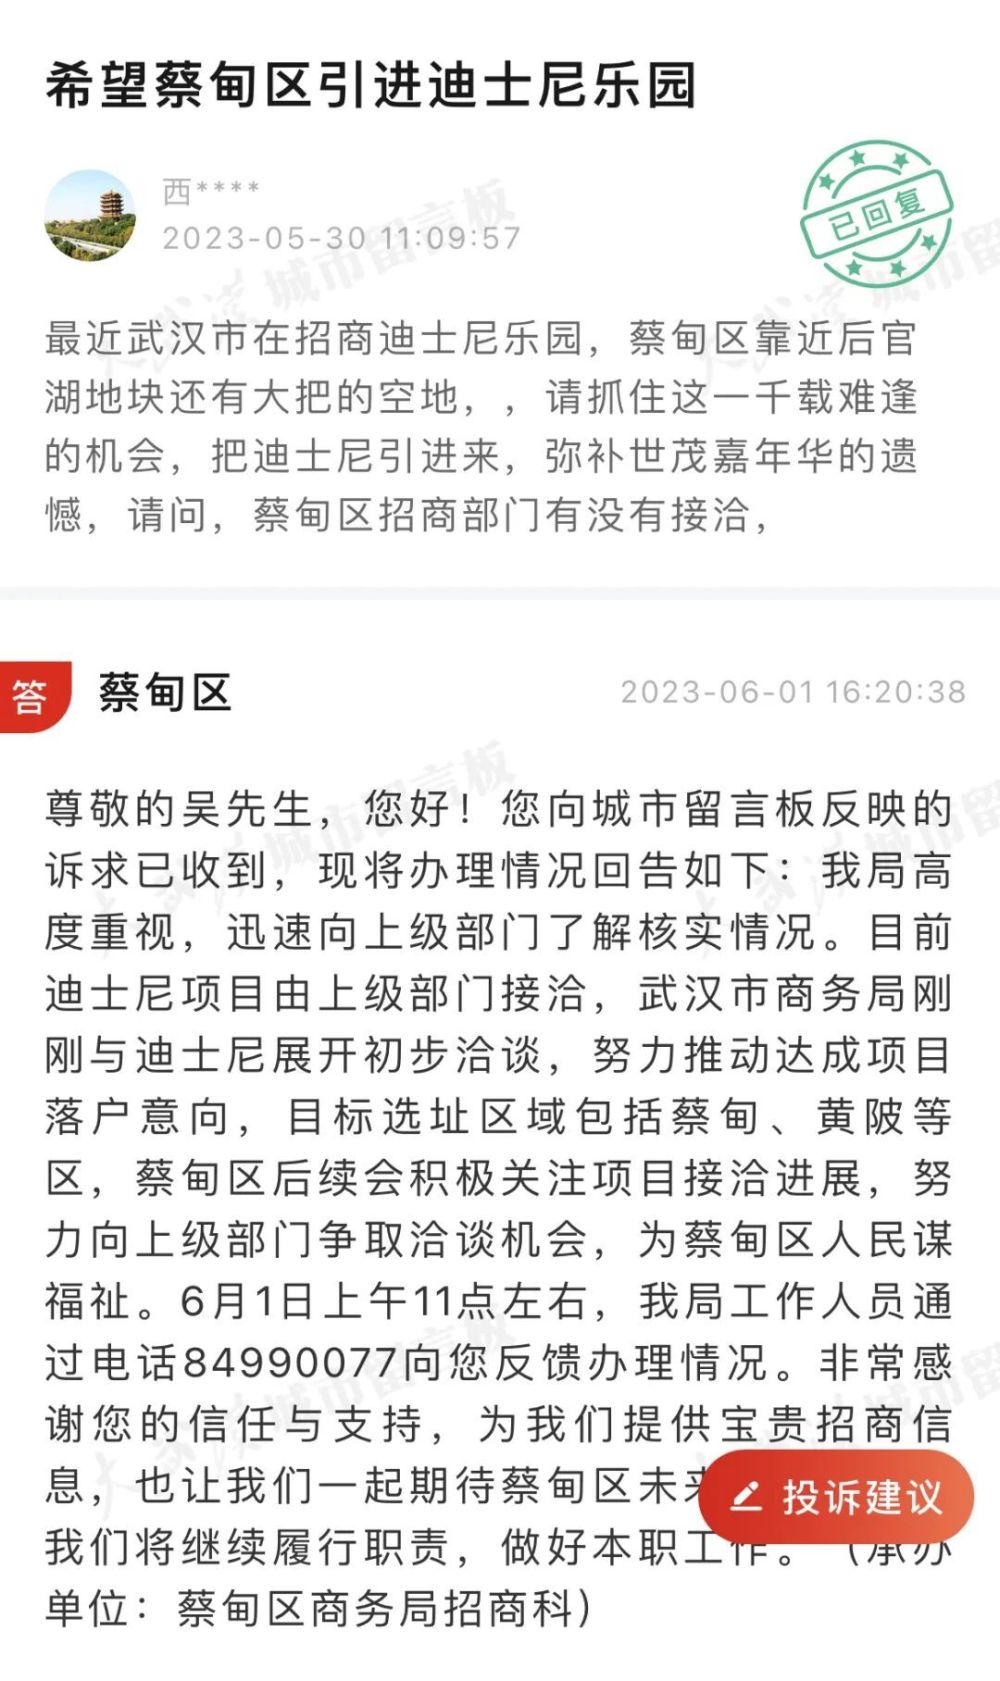 希望蔡甸区引进迪士尼乐园
西****
2023-05-30 11:09:57
已回复
最近武汉市在招商迪士尼乐园，蔡甸区靠近后官
湖地块还有大把的空地，，请抓住这一千载难逢
的机会，把迪士尼引进来，弥补世茂嘉年华的遗
憾，请问，蔡甸区招商部门有没有接洽，
答
蔡甸区
2023-06-01 16:20:38
尊敬的吴先生，您好！您向城市留言板反映的
诉求已收到，现将办理情况回告如下：我局高
度重视，迅速向上级部门了解核实情况。目前
迪士尼项目由上级部门接洽，武汉市商务局刚
刚与迪士尼展开初步洽谈，努力推动达成项目
落户意向，目标选址区域包括蔡甸、黄陂等
区，蔡甸区后续会积极关注项目接洽进展，努
力向上级部门争取洽谈机会，为蔡甸区人民谋
福祉。6月1日上午11点左右，我局工作人员通
过电话84990077向您反馈办理情况。非常感
谢您的信任与支持，为我们提供宝贵招商信
息，也让我们一起期待蔡甸区未来
投诉建议
我们将继续履行职责，做好本职工作。（承办
单位：蔡甸区商务局招商科）
大武汉 城市留言板